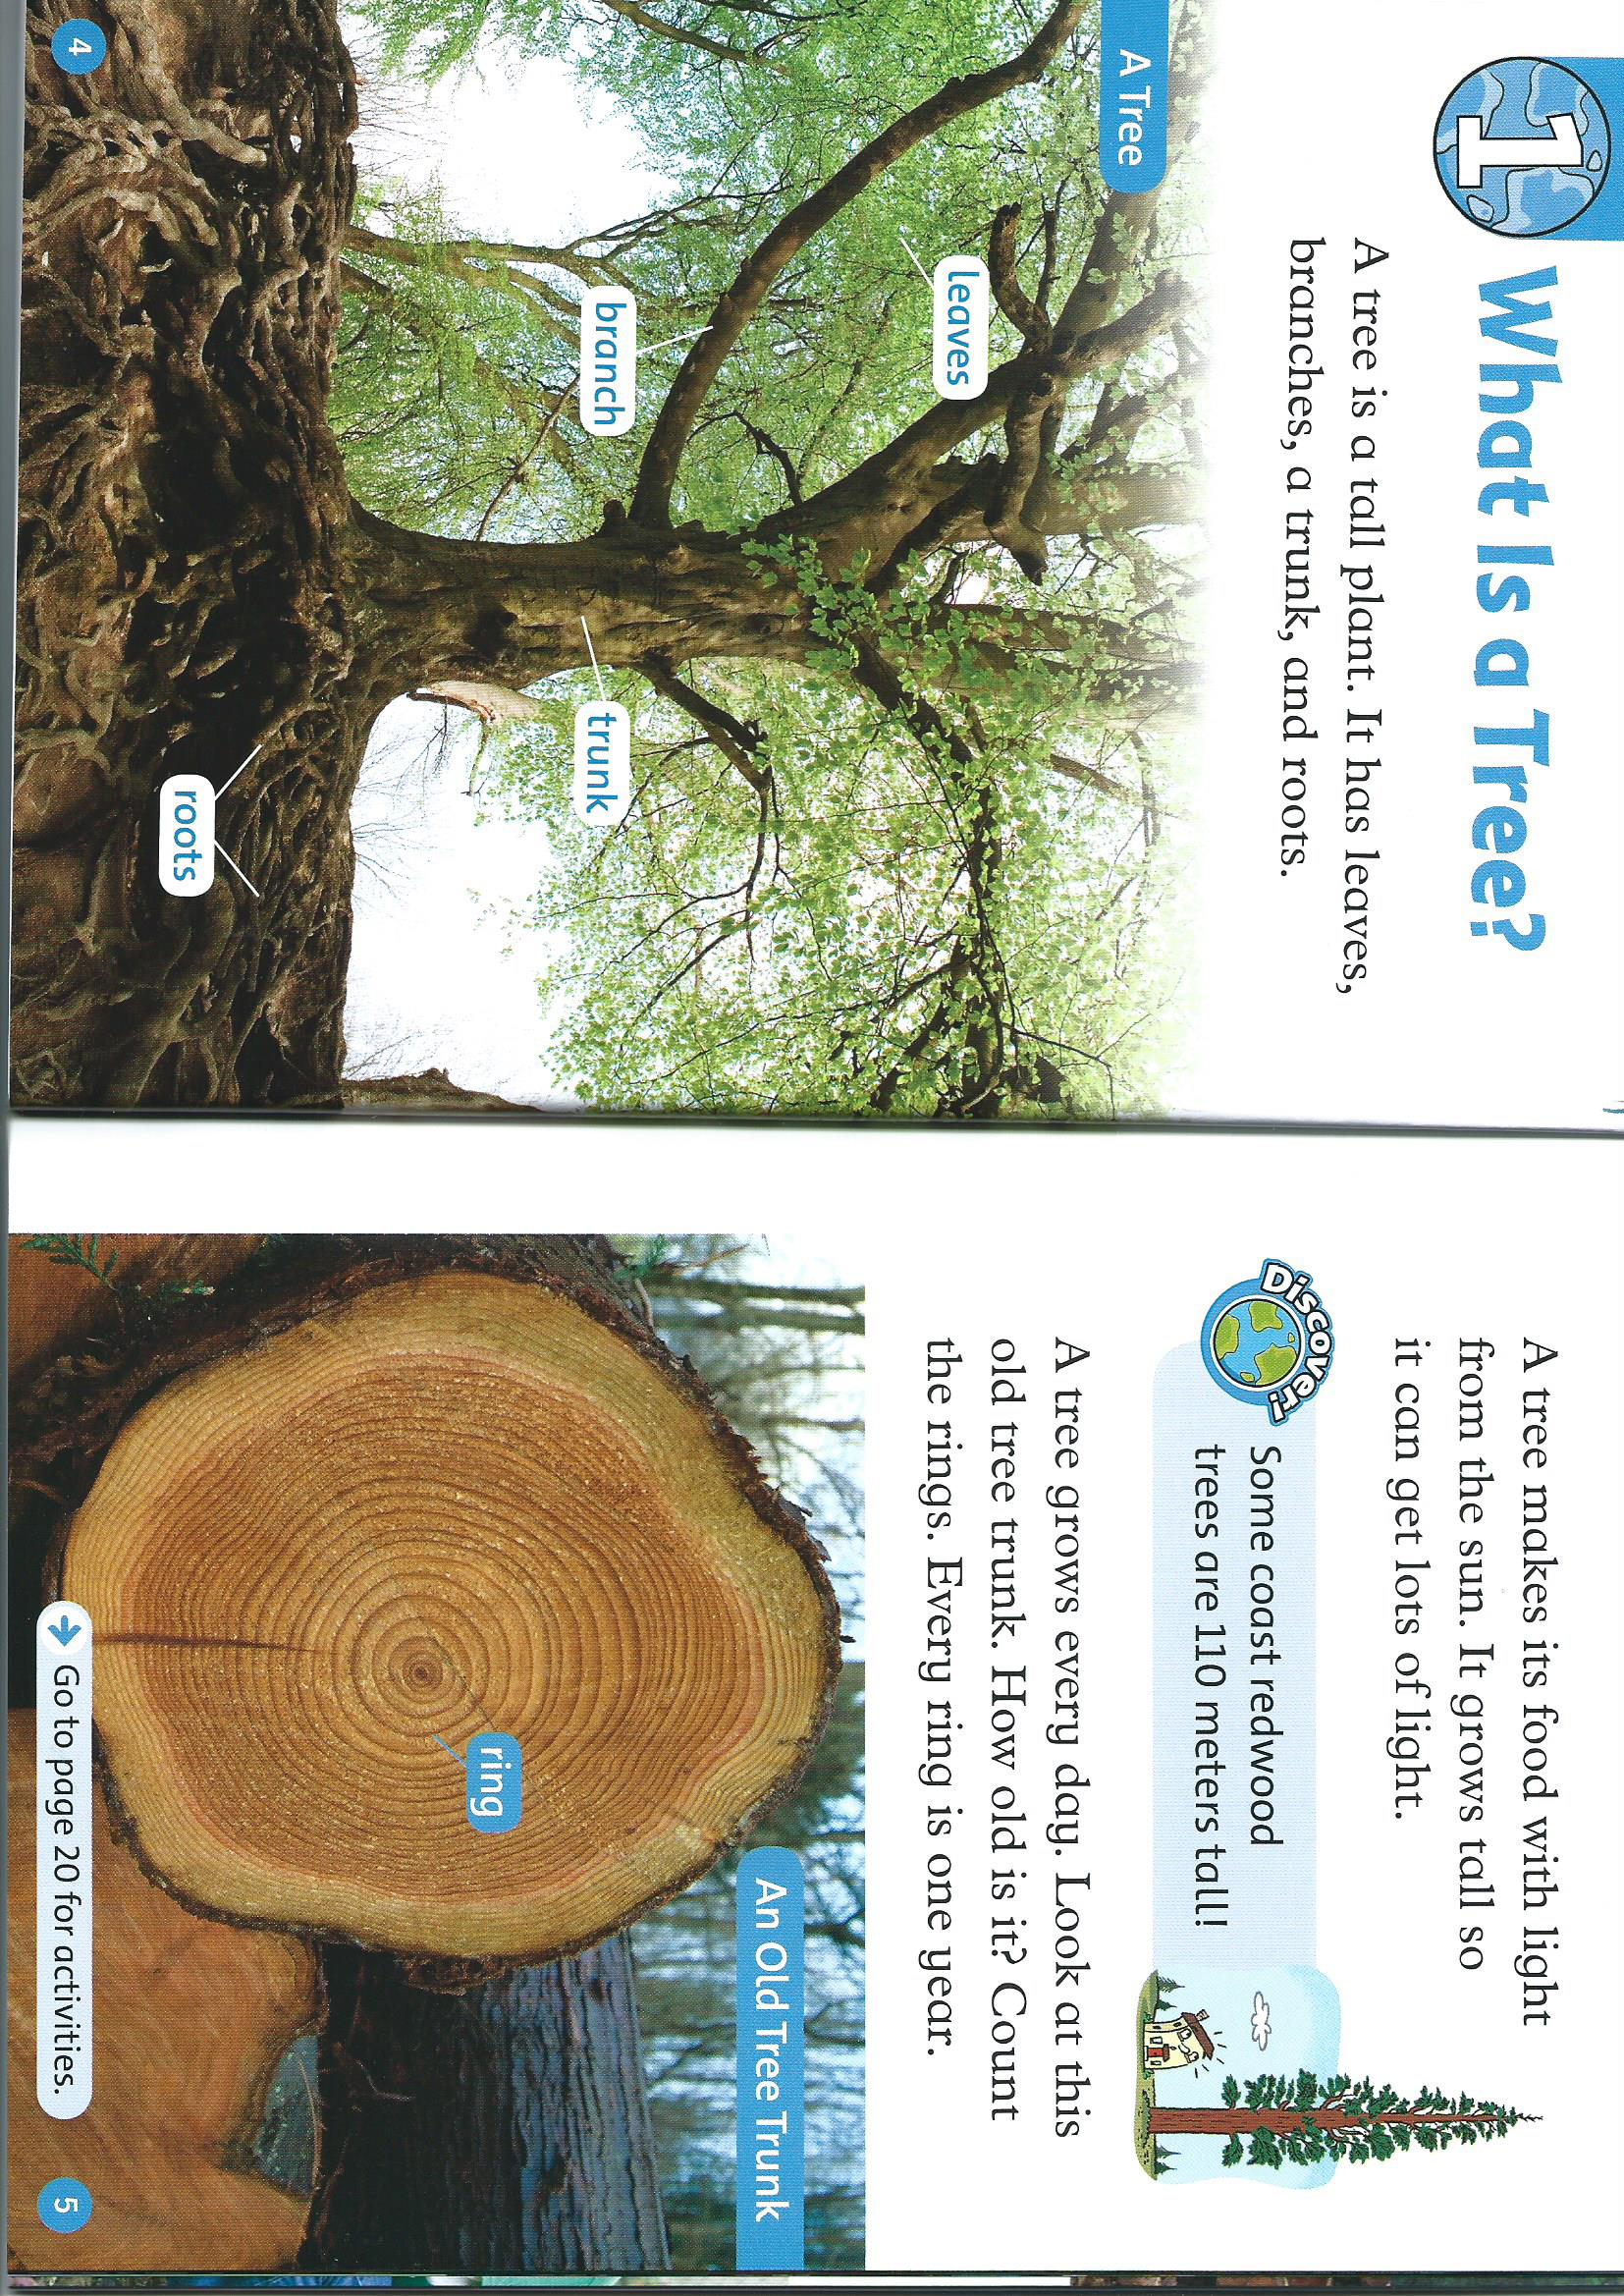 1
What Is a Tree?
A tree is a tall plant. It has leaves,
branches, a trunk, and roots.
A Tree
leaves
branch
trunk
roots
4
A tree makes its food with light
from the sun. It grows tall so
it can get lots of light.
Discover!
Some coast redwood
trees are 110 meters tall!
A tree grows every day. Look at this
old tree trunk. How old is it? Count
the rings. Every ring is one year.
An Old Tree Trunk
ring
Go to page 20 for activities.
5